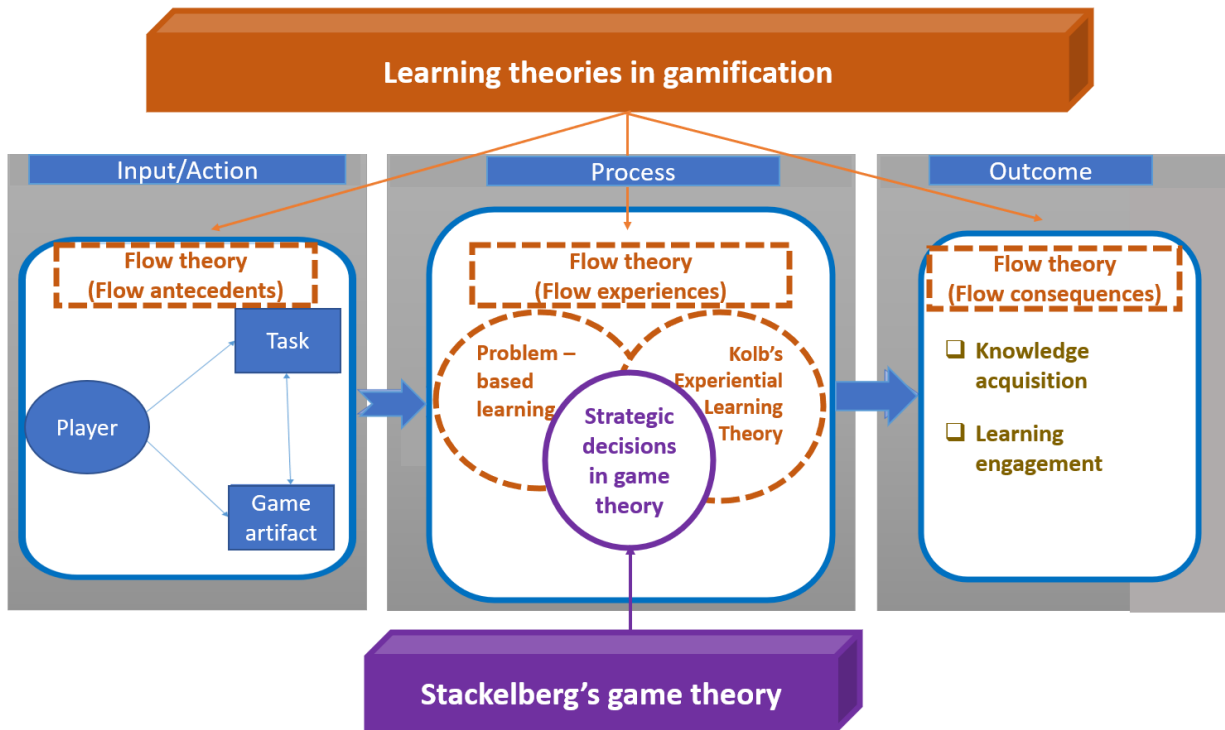 Learning theories in gamification
Input/Action
Process
Outcome
Flow theory
(Flow antecedents)
Task
Player
Game
artifact
Flow theory
(Flow experiences)
Problem –
based
learning
Kolb's
Experiential
Learning
Theory
Strategic
decisions
in game
theory
Flow theory
(Flow consequences)
Knowledge
acquisition
Learning
engagement
Stackelberg's game theory